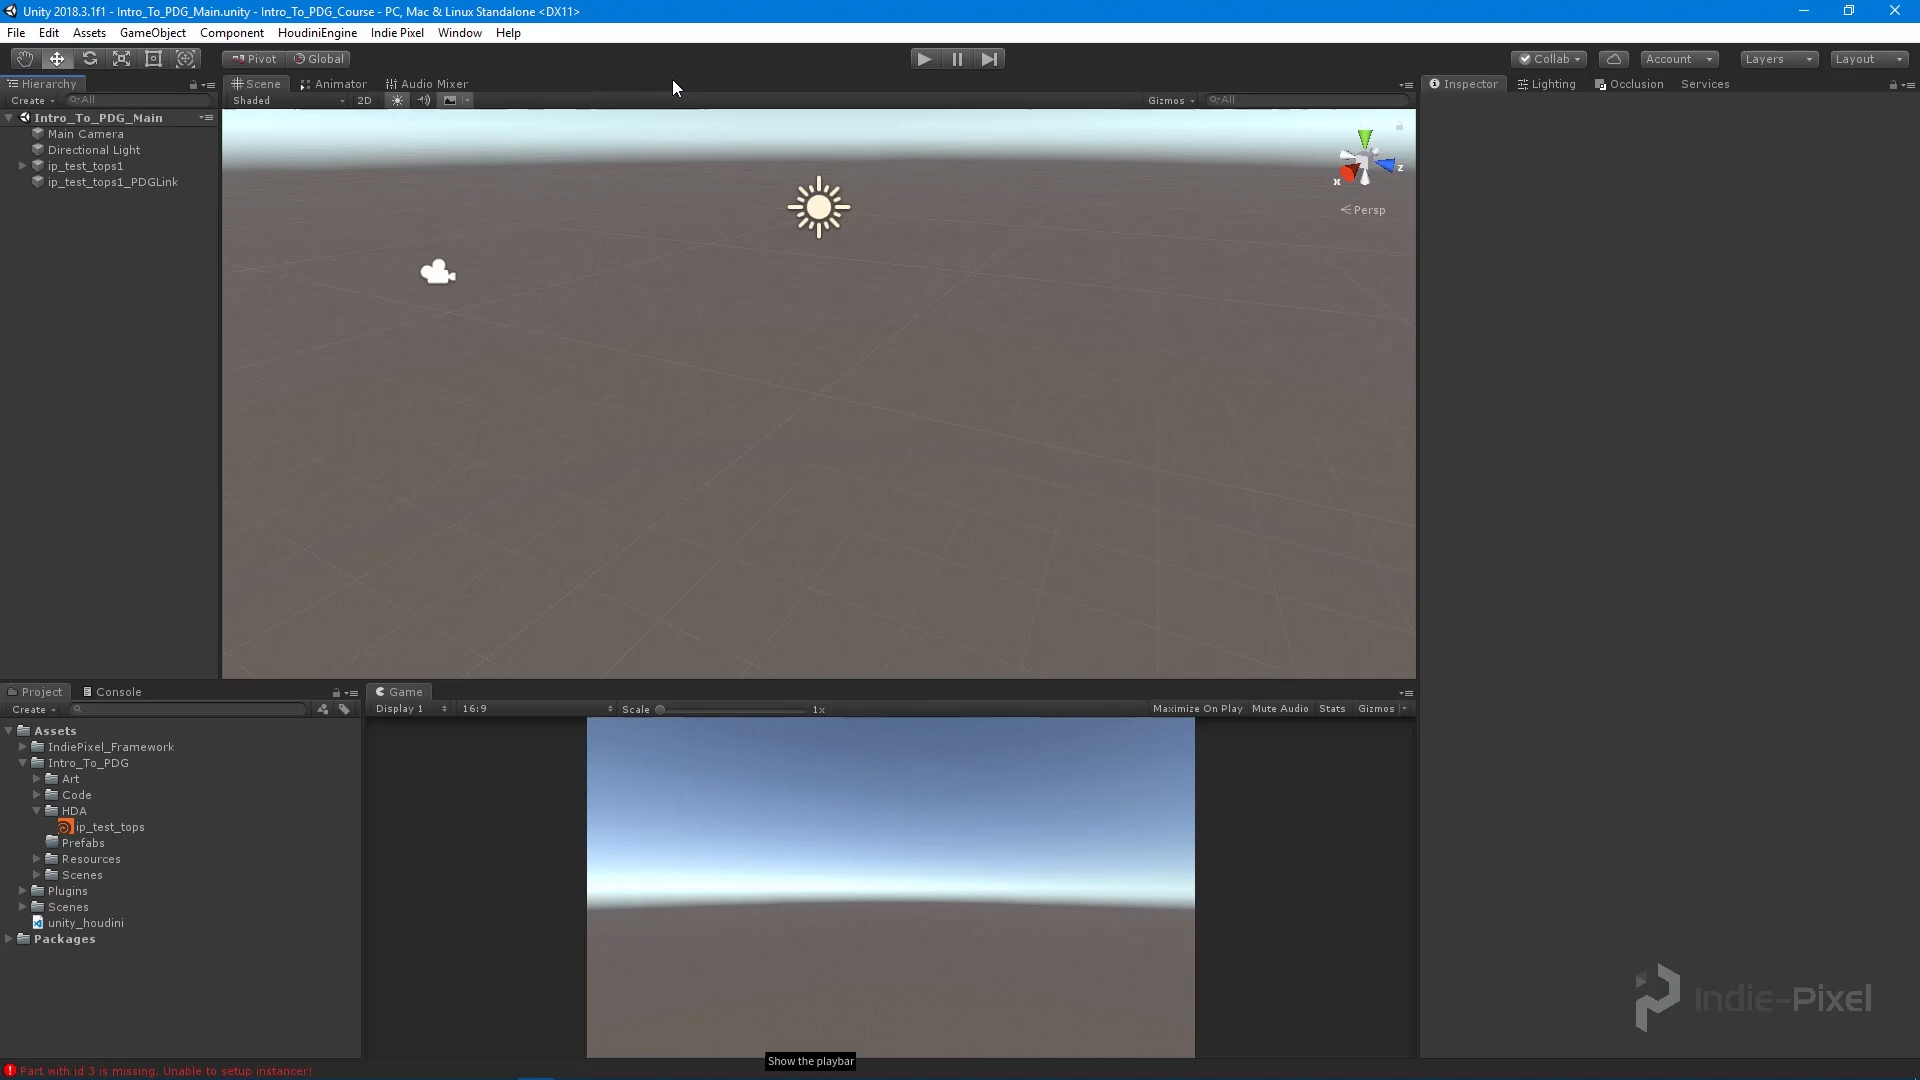 Unity 2018.3.1f1 - Intro_To_PDG_Main.unity - Intro_To_PDG_Course - PC, Mac & Linux Standalone <DX11>
File Edit Assets GameObject Component HoudiniEngine Indie Pixel Window Help
Pivot Global Collab Account Layers Layout
Hierarchy Scene Animator Audio Mixer Inspector Lighting Occlusion Services
Create All Shaded 2D Gizmos All
Intro_To_PDG_Main
Main Camera
Directional Light
ip_test_tops1
ip_test_tops1_PDGLink
x z
Persp
Project Console Game
Create Display 1 16:9 Scale 1x Maximize On Play Mute Audio Stats Gizmos
Assets
IndiePixel_Framework
Intro_To_PDG
Art
Code
HDA
ip_test_tops
Prefabs
Resources
Scenes
Plugins
Scenes
unity_houdini
Packages
Indie-Pixel
Show the playbar
Part with id 3 is missing. Unable to setup instancer!